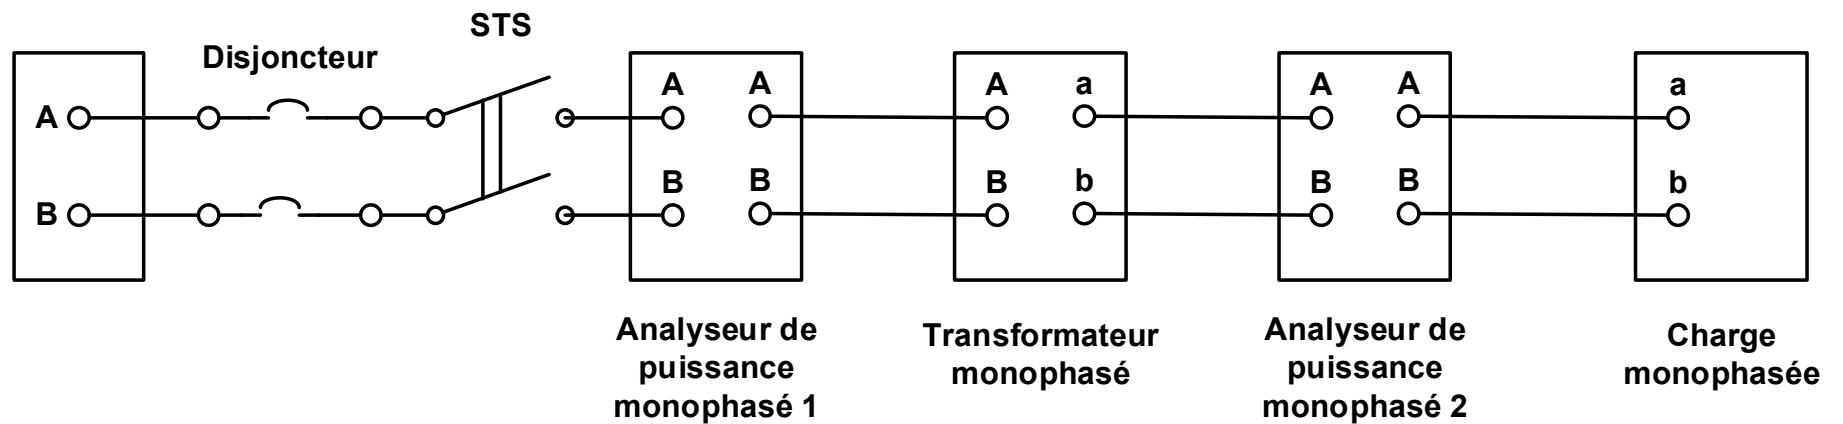 STS
Disjoncteur
A A A A a A A a
B B B B b B B b
Analyseur de puissance monophasé 1
Transformateur monophasé
Analyseur de puissance monophasé 2
Charge monophasée